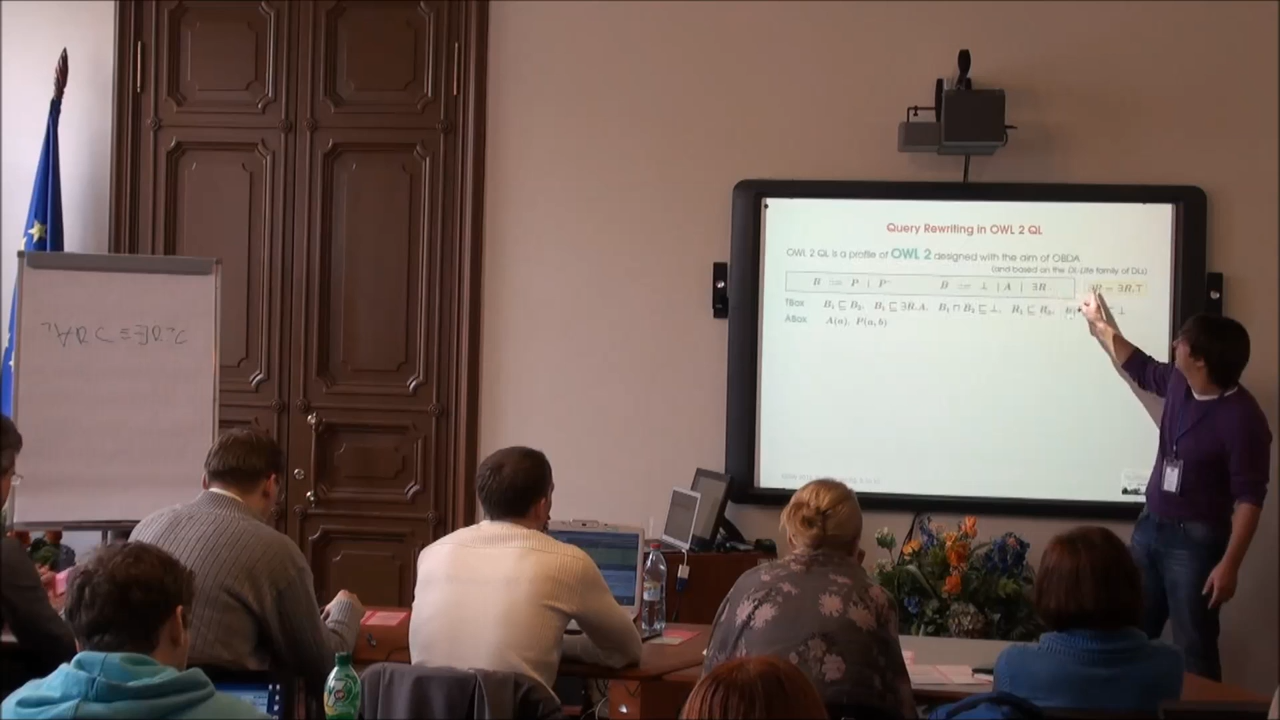 Query Rewriting in OWL 2 QL
OWL 2 QL is a profile of OWL 2 designed with the aim of OBDA
(and based on the DL-Lite family of DLs)
R ::= P | P⁻ B ::= ⊥ | A | ∃R ∃R = ∃R.⊤
TBox B₁ ⊑ B₂, B₁ ⊑ ∃R.A, B₁ ⊓ B₂ ⊑ ⊥, R₁ ⊑ R₂,
ABox A(a), P(a, b)